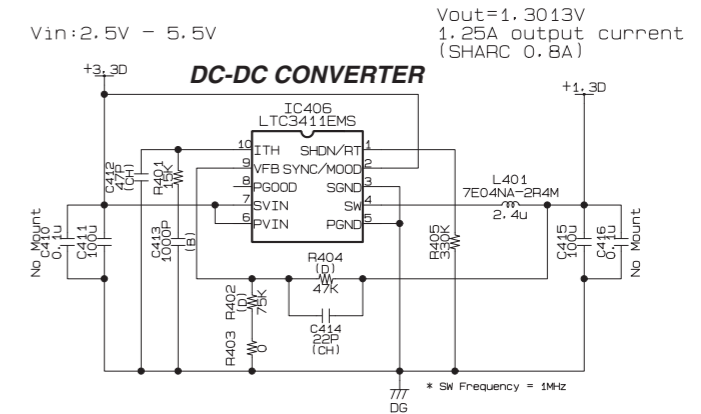 Vin:2.5V - 5.5V
Vout=1.3013V
1.25A output current
(SHARC 0.8A)
+3.3D
DC-DC CONVERTER
+1.3D
IC406
LTC3411EMS
10 ITH SHDN/RT 1
9 VFB SYNC/MOOD 2
8 PGOOD SGND 3
7 SVIN SW 4
6 PVIN PGND 5
C412
47P
(CH)
R401
15K
L401
7E04NA-2R4M
2.4u
No Mount
C410
0.1u
C411
100u
C413
1000P
(B)
R405
330K
C415
100u
C416
0.1u
No Mount
R404
(D)
47K
R402
(D)
75K
C414
22P
(CH)
R403
0
* SW Frequency = 1MHz
DG